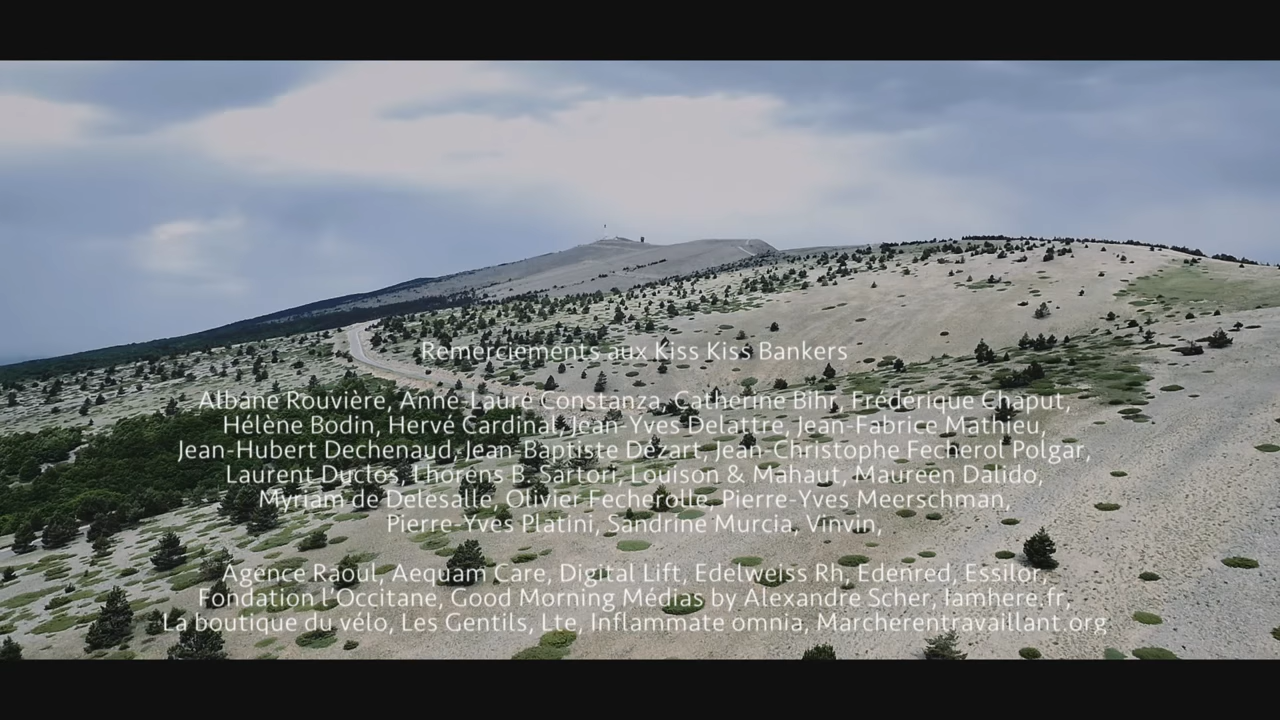 Remerciements aux Kiss Kiss Bankers
Albane Rouvière, Anne-Laure Constanza, Catherine Bihr, Frédérique Chaput,
Hélène Bodin, Hervé Cardinal, Jean-Yves Delattre, Jean-Fabrice Mathieu,
Jean-Hubert Dechenaud, Jean-Baptiste Dézart, Jean-Christophe Fecherol Polgar,
Laurent Duclos, Thorens B. Sartori, Louison & Mahaut, Maureen Dalido,
Myriam de Delesalle, Olivier Fecherolle, Pierre-Yves Meerschman,
Pierre-Yves Platini, Sandrine Murcia, Vinvin,
Agence Raoul, Aequam Care, Digital Lift, Edelweiss Rh, Edenred, Essilor,
Fondation l'Occitane, Good Morning Médias by Alexandre Scher, Iamhere.fr,
La boutique du vélo, Les Gentils, Lte, Inflammate omnia, Marcherentravaillant.org